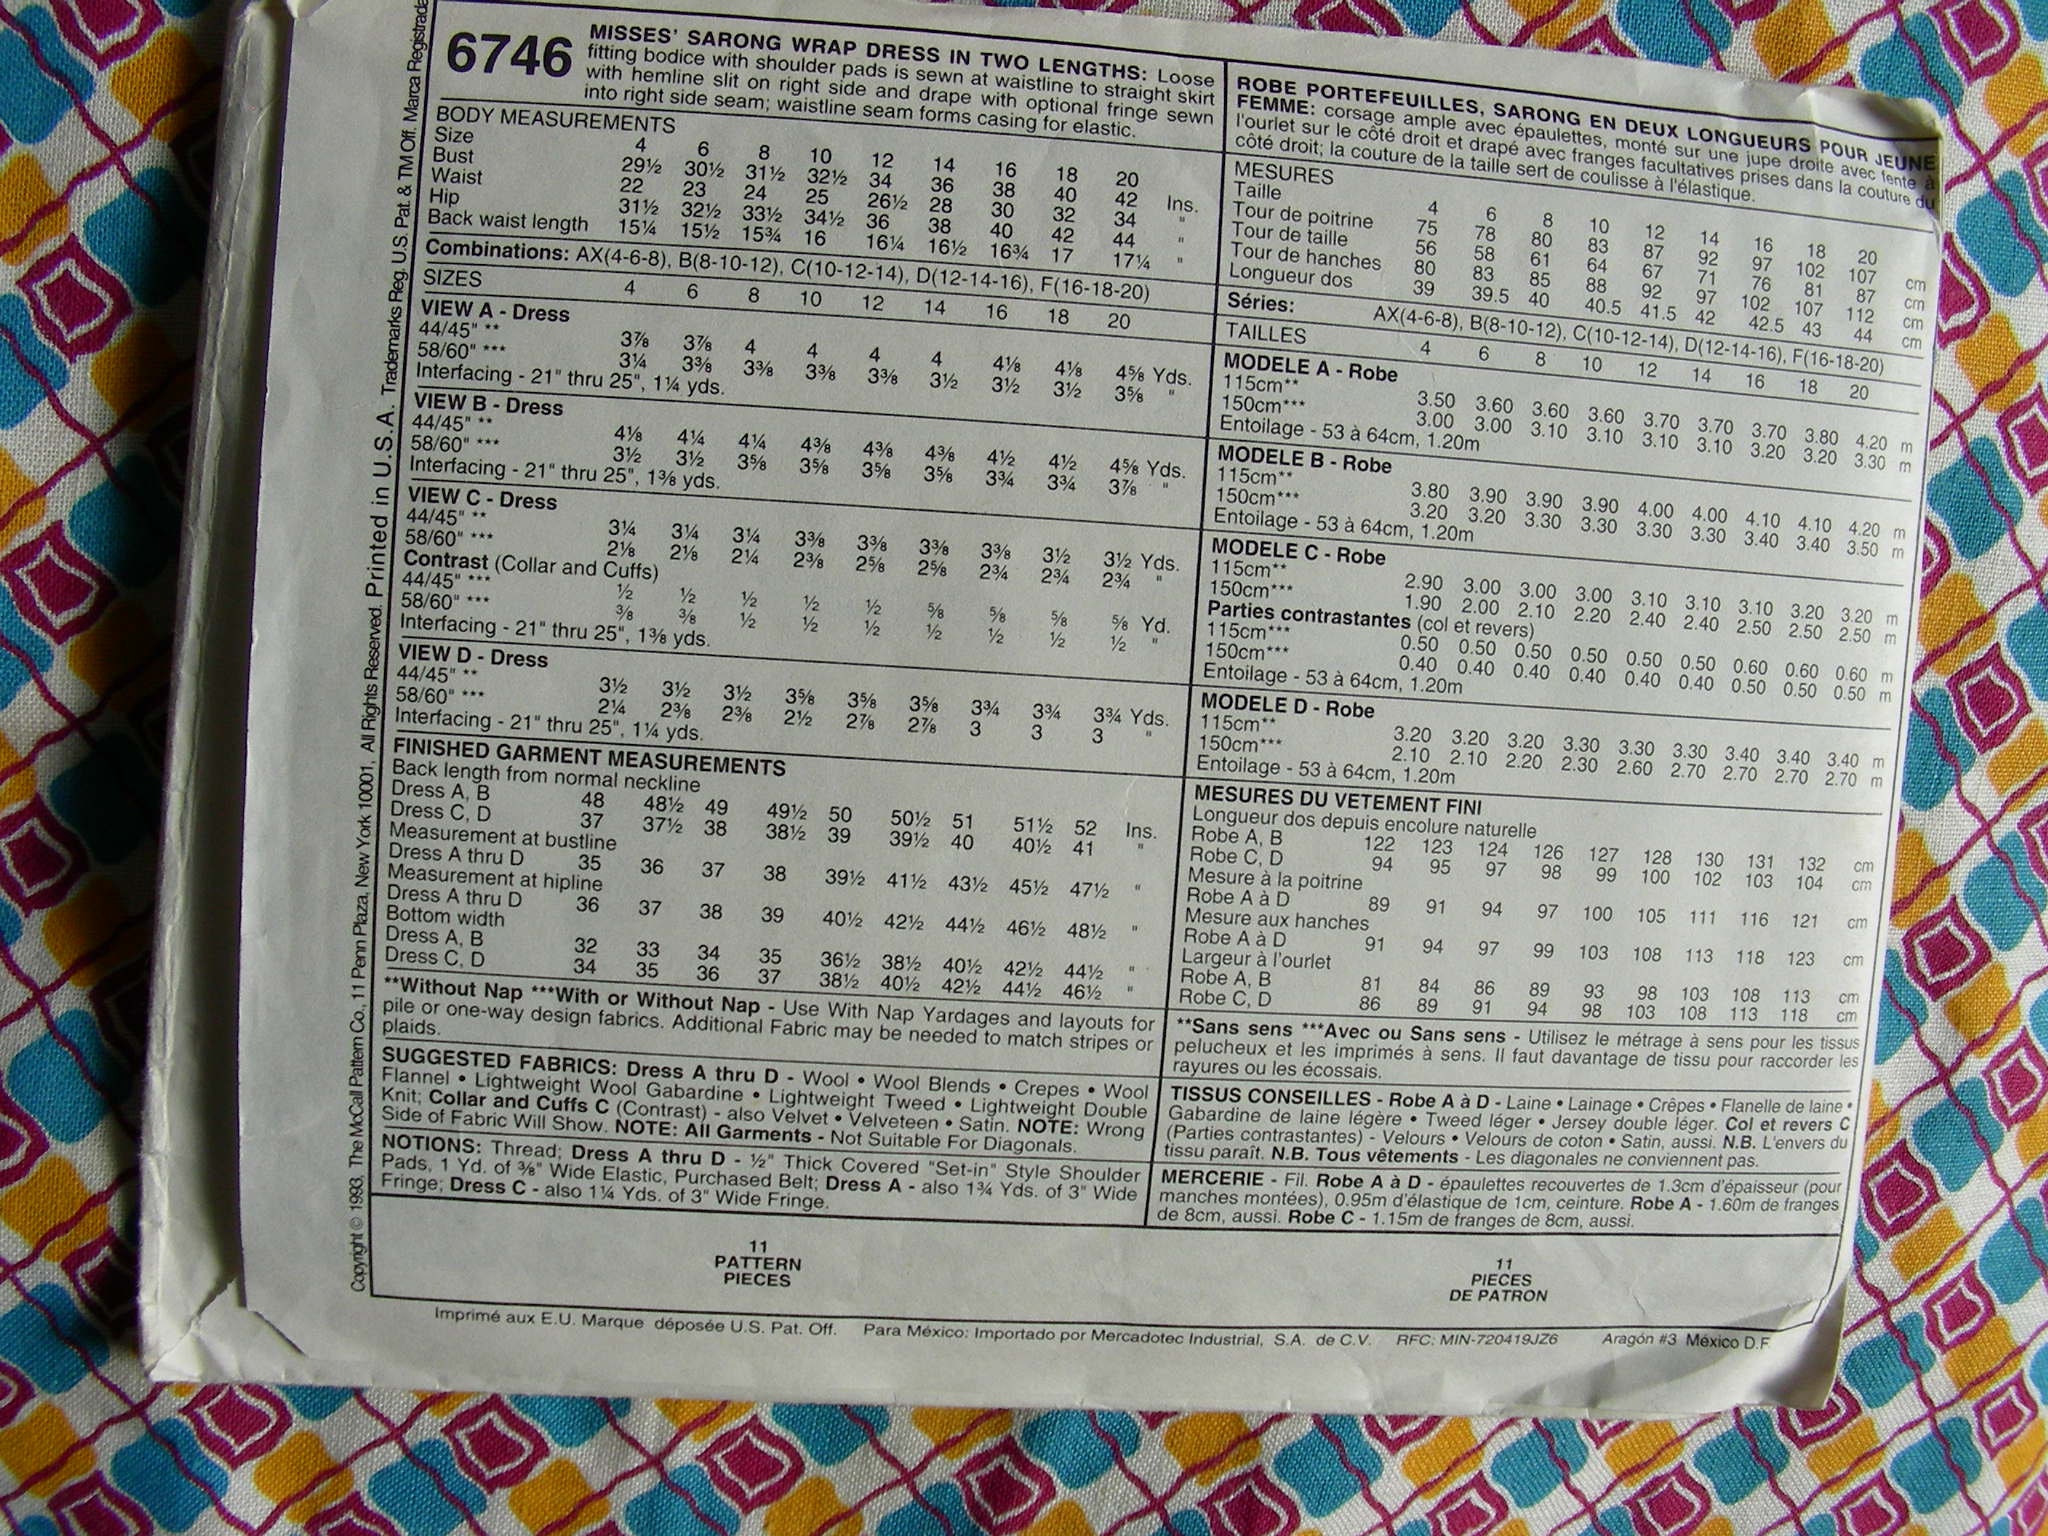 6746
MISSES' SARONG WRAP DRESS IN TWO LENGTHS: Loose
fitting bodice with shoulder pads is sewn at waistline to straight skirt
with hemline slit on right side and drape with optional fringe sewn
into right side seam; waistline seam forms casing for elastic.
BODY MEASUREMENTS
Size 4 6 8 10 12 14 16 18 20
Bust 29½ 30½ 31½ 32½ 34 36 38 40 42 Ins.
Waist 22 23 24 25 26½ 28 30 32 34 "
Hip 31½ 32½ 33½ 34½ 36 38 40 42 44 "
Back waist length 15¼ 15½ 15¾ 16 16¼ 16½ 16¾ 17 17¼ "
Combinations: AX(4-6-8), B(8-10-12), C(10-12-14), D(12-14-16), F(16-18-20)
SIZES 4 6 8 10 12 14 16 18 20
VIEW A - Dress
44/45" ** 3⅞ 3⅞ 4 4 4 4 4⅛ 4⅛ 4⅝ Yds.
58/60" *** 3¼ 3⅜ 3⅜ 3⅜ 3⅜ 3½ 3½ 3½ 3⅝ "
Interfacing - 21" thru 25", 1¼ yds.
VIEW B - Dress
44/45" ** 4⅛ 4¼ 4¼ 4⅜ 4⅜ 4⅜ 4½ 4½ 4⅝ Yds.
58/60" *** 3½ 3½ 3⅝ 3⅝ 3⅝ 3⅝ 3¾ 3¾ 3⅞ "
Interfacing - 21" thru 25", 1⅜ yds.
VIEW C - Dress
44/45" ** 3¼ 3¼ 3¼ 3⅜ 3⅜ 3⅜ 3⅜ 3½ 3½ Yds.
58/60" *** 2⅛ 2⅛ 2¼ 2⅜ 2⅝ 2⅝ 2¾ 2¾ 2¾ "
Contrast (Collar and Cuffs)
44/45" *** ½ ½ ½ ½ ½ ⅝ ⅝ ⅝ ⅝ Yd.
58/60" *** ⅜ ⅜ ½ ½ ½ ½ ½ ½ ½ "
Interfacing - 21" thru 25", 1⅜ yds.
VIEW D - Dress
44/45" ** 3½ 3½ 3½ 3⅝ 3⅝ 3⅝ 3¾ 3¾ 3¾ Yds.
58/60" *** 2¼ 2⅜ 2⅜ 2½ 2⅞ 2⅞ 3 3 3 "
Interfacing - 21" thru 25", 1¼ yds.
FINISHED GARMENT MEASUREMENTS
Back length from normal neckline
Dress A, B 48 48½ 49 49½ 50 50½ 51 51½ 52 Ins.
Dress C, D 37 37½ 38 38½ 39 39½ 40 40½ 41 "
Measurement at bustline
Dress A thru D 35 36 37 38 39½ 41½ 43½ 45½ 47½ "
Measurement at hipline
Dress A thru D 36 37 38 39 40½ 42½ 44½ 46½ 48½ "
Bottom width
Dress A, B 32 33 34 35 36½ 38½ 40½ 42½ 44½ "
Dress C, D 34 35 36 37 38½ 40½ 42½ 44½ 46½ "
**Without Nap ***With or Without Nap - Use With Nap Yardages and layouts for
pile or one-way design fabrics. Additional Fabric may be needed to match stripes or
plaids.
SUGGESTED FABRICS: Dress A thru D - Wool • Wool Blends • Crepes • Wool
Flannel • Lightweight Wool Gabardine • Lightweight Tweed • Lightweight Double
Knit; Collar and Cuffs C (Contrast) - also Velvet • Velveteen • Satin. NOTE: Wrong
Side of Fabric Will Show. NOTE: All Garments - Not Suitable For Diagonals.
NOTIONS: Thread; Dress A thru D - ½" Thick Covered "Set-in" Style Shoulder
Pads, 1 Yd. of ⅜" Wide Elastic, Purchased Belt; Dress A - also 1¾ Yds. of 3" Wide
Fringe; Dress C - also 1¼ Yds. of 3" Wide Fringe.
11
PATTERN
PIECES
ROBE PORTEFEUILLES, SARONG EN DEUX LONGUEURS POUR JEUNE
FEMME: corsage ample avec épaulettes, monté sur une jupe droite avec fente à
l'ourlet sur le côté droit et drapé avec franges facultatives prises dans la couture du
côté droit; la couture de la taille sert de coulisse à l'élastique.
MESURES
Taille 4 6 8 10 12 14 16 18 20
Tour de poitrine 75 78 80 83 87 92 97 102 107 cm
Tour de taille 56 58 61 64 67 71 76 81 87 cm
Tour de hanches 80 83 85 88 92 97 102 107 112 cm
Longueur dos 39 39.5 40 40.5 41.5 42 42.5 43 44 cm
Séries: AX(4-6-8), B(8-10-12), C(10-12-14), D(12-14-16), F(16-18-20)
TAILLES 4 6 8 10 12 14 16 18 20
MODELE A - Robe
115cm** 3.50 3.60 3.60 3.60 3.70 3.70 3.70 3.80 4.20 m
150cm*** 3.00 3.00 3.10 3.10 3.10 3.10 3.20 3.20 3.30 m
Entoilage - 53 à 64cm, 1.20m
MODELE B - Robe
115cm** 3.80 3.90 3.90 3.90 4.00 4.00 4.10 4.10 4.20 m
150cm*** 3.20 3.20 3.30 3.30 3.30 3.30 3.40 3.40 3.50 m
Entoilage - 53 à 64cm, 1.20m
MODELE C - Robe
115cm** 2.90 3.00 3.00 3.00 3.10 3.10 3.10 3.20 3.20 m
150cm*** 1.90 2.00 2.10 2.20 2.40 2.40 2.50 2.50 2.50 m
Parties contrastantes (col et revers)
115cm*** 0.50 0.50 0.50 0.50 0.50 0.50 0.60 0.60 0.60 m
150cm*** 0.40 0.40 0.40 0.40 0.40 0.40 0.50 0.50 0.50 m
Entoilage - 53 à 64cm, 1.20m
MODELE D - Robe
115cm** 3.20 3.20 3.20 3.30 3.30 3.30 3.40 3.40 3.40 m
150cm*** 2.10 2.10 2.20 2.30 2.60 2.70 2.70 2.70 2.70 m
Entoilage - 53 à 64cm, 1.20m
MESURES DU VETEMENT FINI
Longueur dos depuis encolure naturelle
Robe A, B 122 123 124 126 127 128 130 131 132 cm
Robe C, D 94 95 97 98 99 100 102 103 104 cm
Mesure à la poitrine
Robe A à D 89 91 94 97 100 105 111 116 121 cm
Mesure aux hanches
Robe A à D 91 94 97 99 103 108 113 118 123 cm
Largeur à l'ourlet
Robe A, B 81 84 86 89 93 98 103 108 113 cm
Robe C, D 86 89 91 94 98 103 108 113 118 cm
**Sans sens ***Avec ou Sans sens - Utilisez le métrage à sens pour les tissus
pelucheux et les imprimés à sens. Il faut davantage de tissu pour raccorder les
rayures ou les écossais.
TISSUS CONSEILLES - Robe A à D - Laine • Lainage • Crêpes • Flanelle de laine •
Gabardine de laine légère • Tweed léger • Jersey double léger. Col et revers C
(Parties contrastantes) - Velours • Velours de coton • Satin, aussi. N.B. L'envers du
tissu paraît. N.B. Tous vêtements - Les diagonales ne conviennent pas.
MERCERIE - Fil. Robe A à D - épaulettes recouvertes de 1.3cm d'épaisseur (pour
manches montées), 0.95m d'élastique de 1cm, ceinture. Robe A - 1.60m de franges
de 8cm, aussi. Robe C - 1.15m de franges de 8cm, aussi.
11
PIECES
DE PATRON
Imprimé aux E.U. Marque déposée U.S. Pat. Off. Para México: Importado por Mercadotec Industrial, S.A. de C.V. RFC: MIN-720419JZ6 Aragón #3 México D.F.
Copyright © 1993. The McCall Pattern Co., 11 Penn Plaza, New York 10001, All Rights Reserved. Printed in U.S.A. Trademarks Reg. U.S. Pat. & TM Off. Marca Registrada